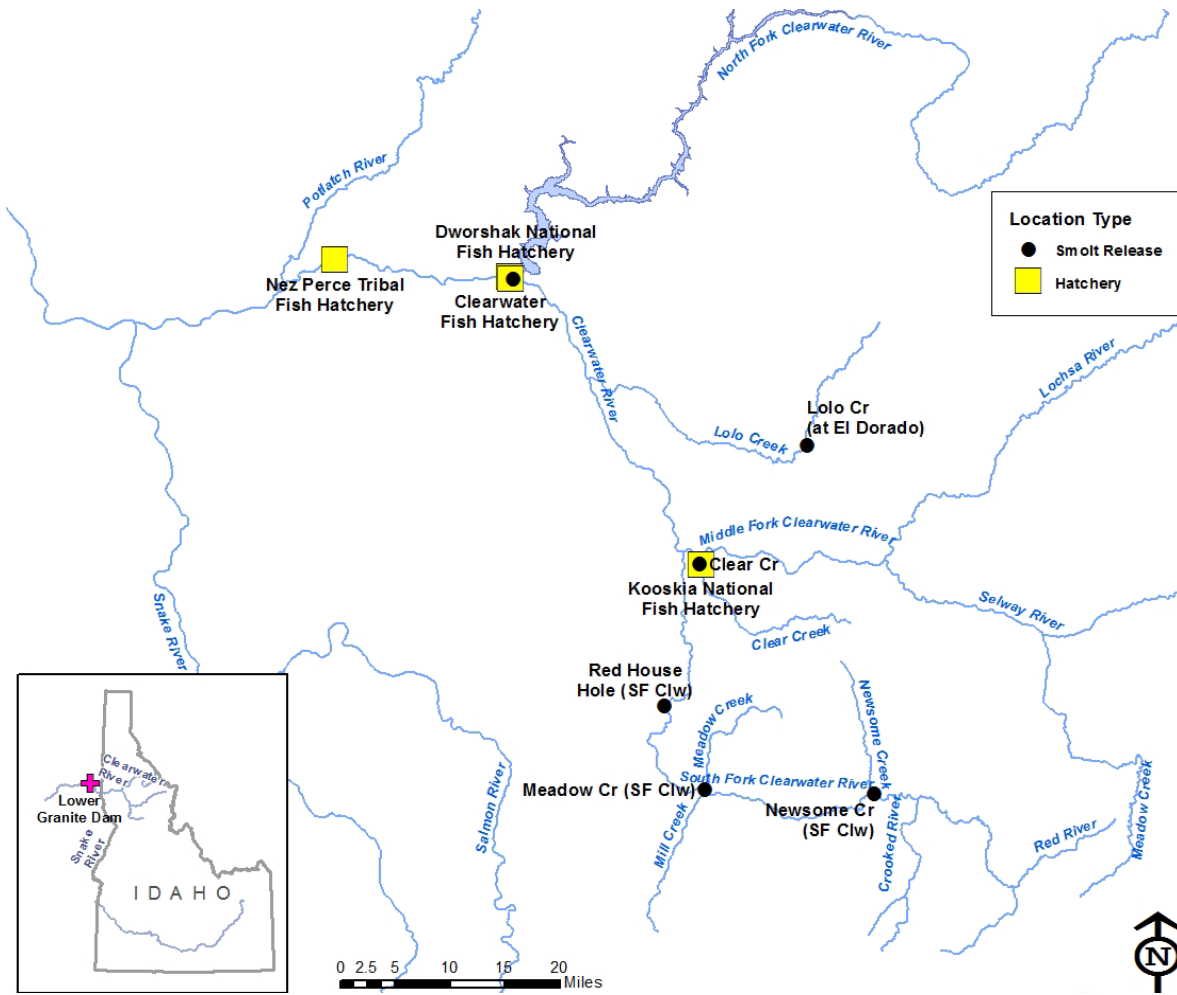 North Fork Clearwater River
Potlatch River
Location Type
Smolt Release
Hatchery
Dworshak National
Fish Hatchery
Nez Perce Tribal
Fish Hatchery
Clearwater
Fish Hatchery
Clearwater River
Lochsa River
Lolo Cr
(at El Dorado)
Lolo Creek
Middle Fork Clearwater River
Clear Cr
Kooskia National
Fish Hatchery
Snake River
Selway River
Clear Creek
Red House
Hole (SF Clw)
Meadow Creek
Newsome Creek
South Fork Clearwater River
Meadow Cr (SF Clw)
Newsome Cr
(SF Clw)
Mill Creek
Crooked River
Red River
Meadow Creek
Salmon River
Clearwater
River
Lower
Granite Dam
Snake
River
IDAHO
0 2.5 5 10 15 20
Miles
N